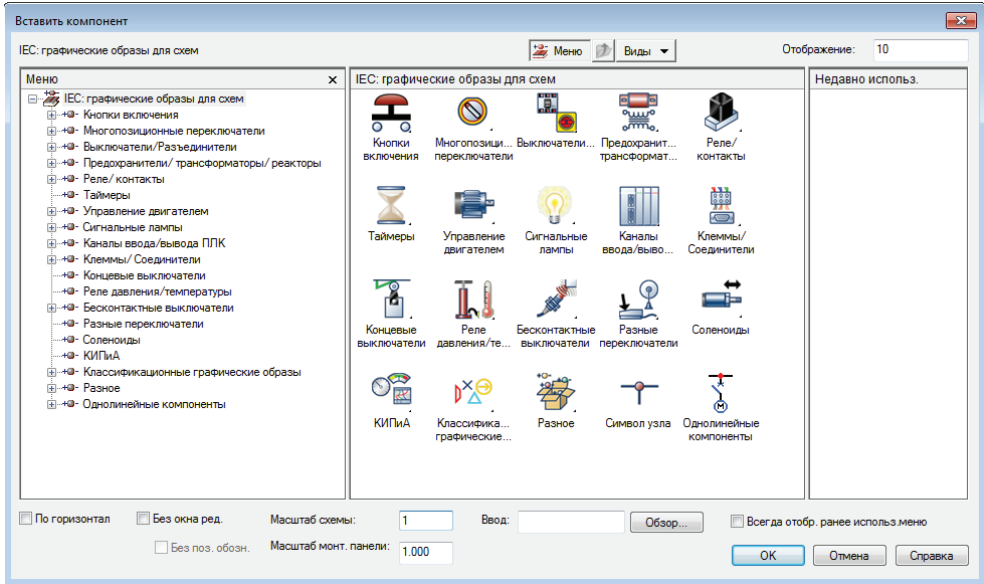 Вставить компонент
IEC: графические образы для схем
Меню
Виды
Отображение:
10
Меню
x
IEC: графические образы для схем
Кнопки включения
Многопозиционные переключатели
Выключатели/Разъединители
Предохранители/ трансформаторы/ реакторы
Реле/ контакты
Таймеры
Управление двигателем
Сигнальные лампы
Каналы ввода/вывода ПЛК
Клеммы/ Соединители
Концевые выключатели
Реле давления/температуры
Бесконтактные выключатели
Разные переключатели
Соленоиды
КИПиА
Классификационные графические образы
Разное
Однолинейные компоненты
IEC: графические образы для схем
Кнопки
включения
Многопозици...
переключатели
Выключатели...
Предохранит...
трансформат...
Реле/
контакты
Таймеры
Управление
двигателем
Сигнальные
лампы
Каналы
ввода/выво...
Клеммы/
Соединители
Концевые
выключатели
Реле
давления/те...
Бесконтактные
выключатели
Разные
переключатели
Соленоиды
КИПиА
Классифика...
графические...
Разное
Символ узла
Однолинейные
компоненты
Недавно использ.
По горизонтал
Без окна ред.
Масштаб схемы:
1
Ввод:
Обзор...
Всегда отобр. ранее использ.меню
Без поз. обозн.
Масштаб монт. панели:
1.000
OK
Отмена
Справка